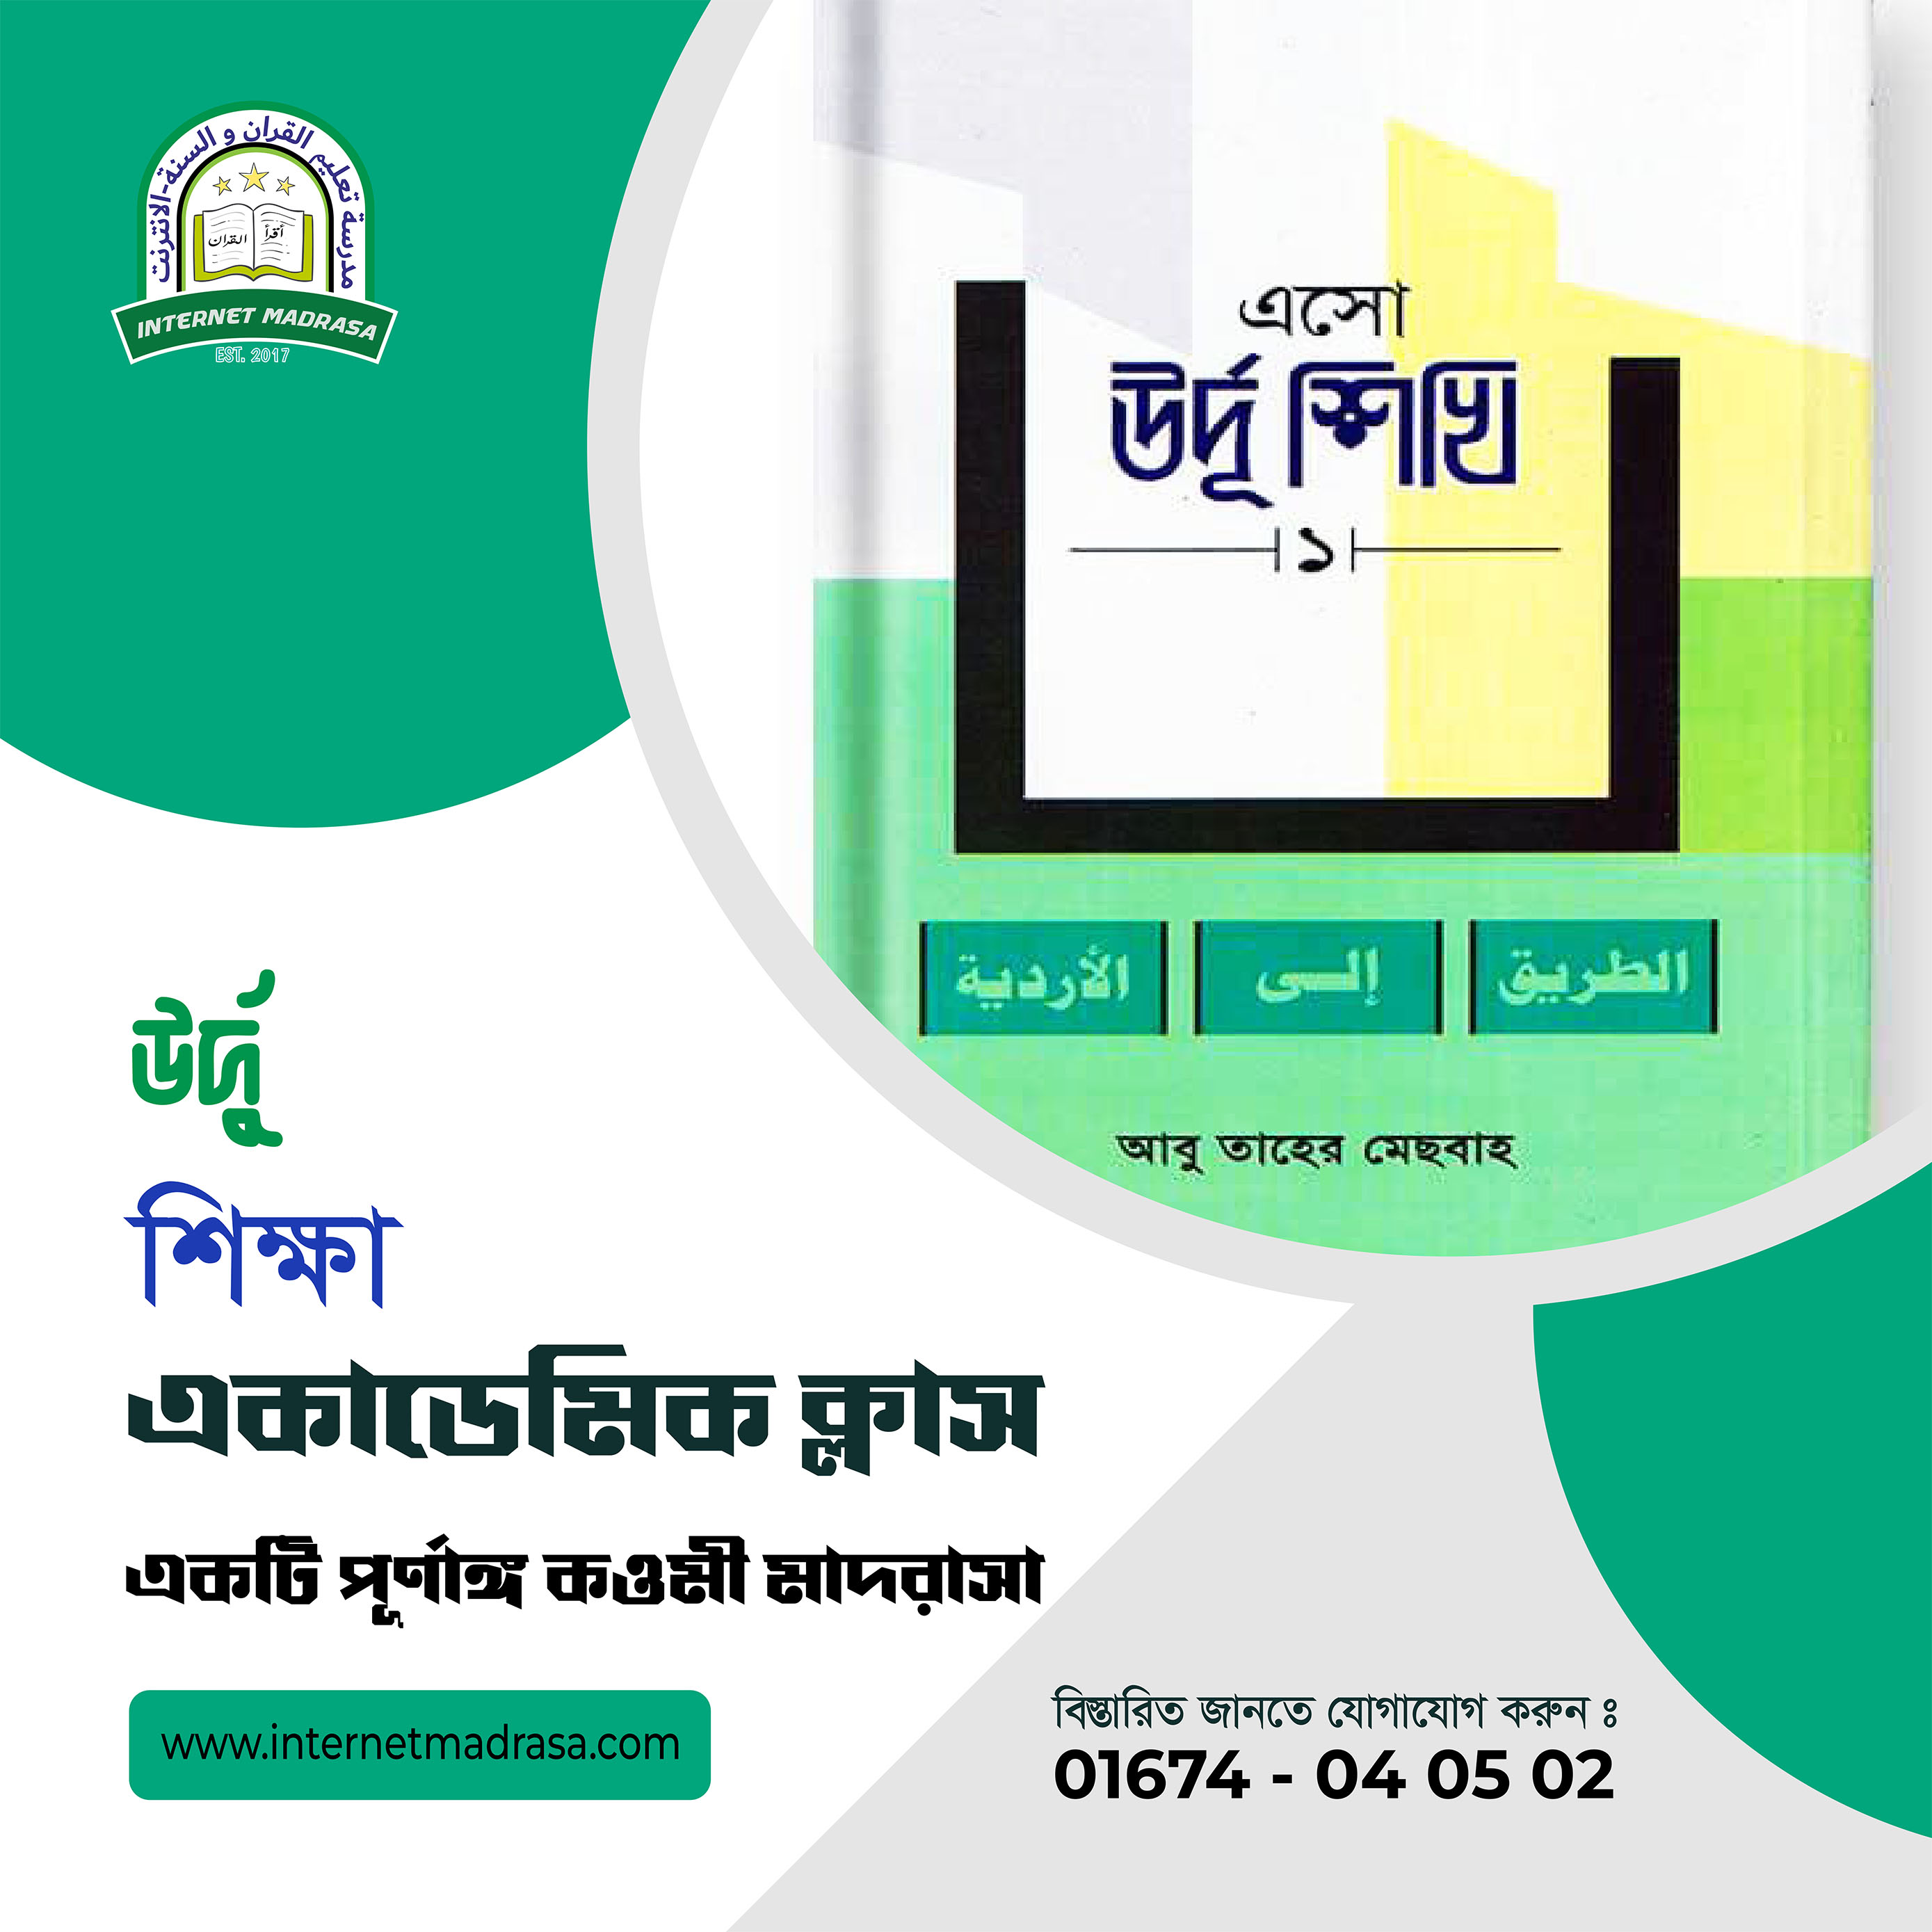 مدرسة تعليم القران و السنة-الانترنت
اقرأ القران
INTERNET MADRASA
EST. 2017
এসো
উর্দূ শিখি
১
الطريق إلى الأردية
আবু তাহের মেছবাহ
উর্দু
শিক্ষা
একাডেমিক ক্লাস
একটি পূর্ণাঙ্গ কওমী মাদরাসা
www.internetmadrasa.com
বিস্তারিত জানতে যোগাযোগ করুন ঃ
01674 - 04 05 02